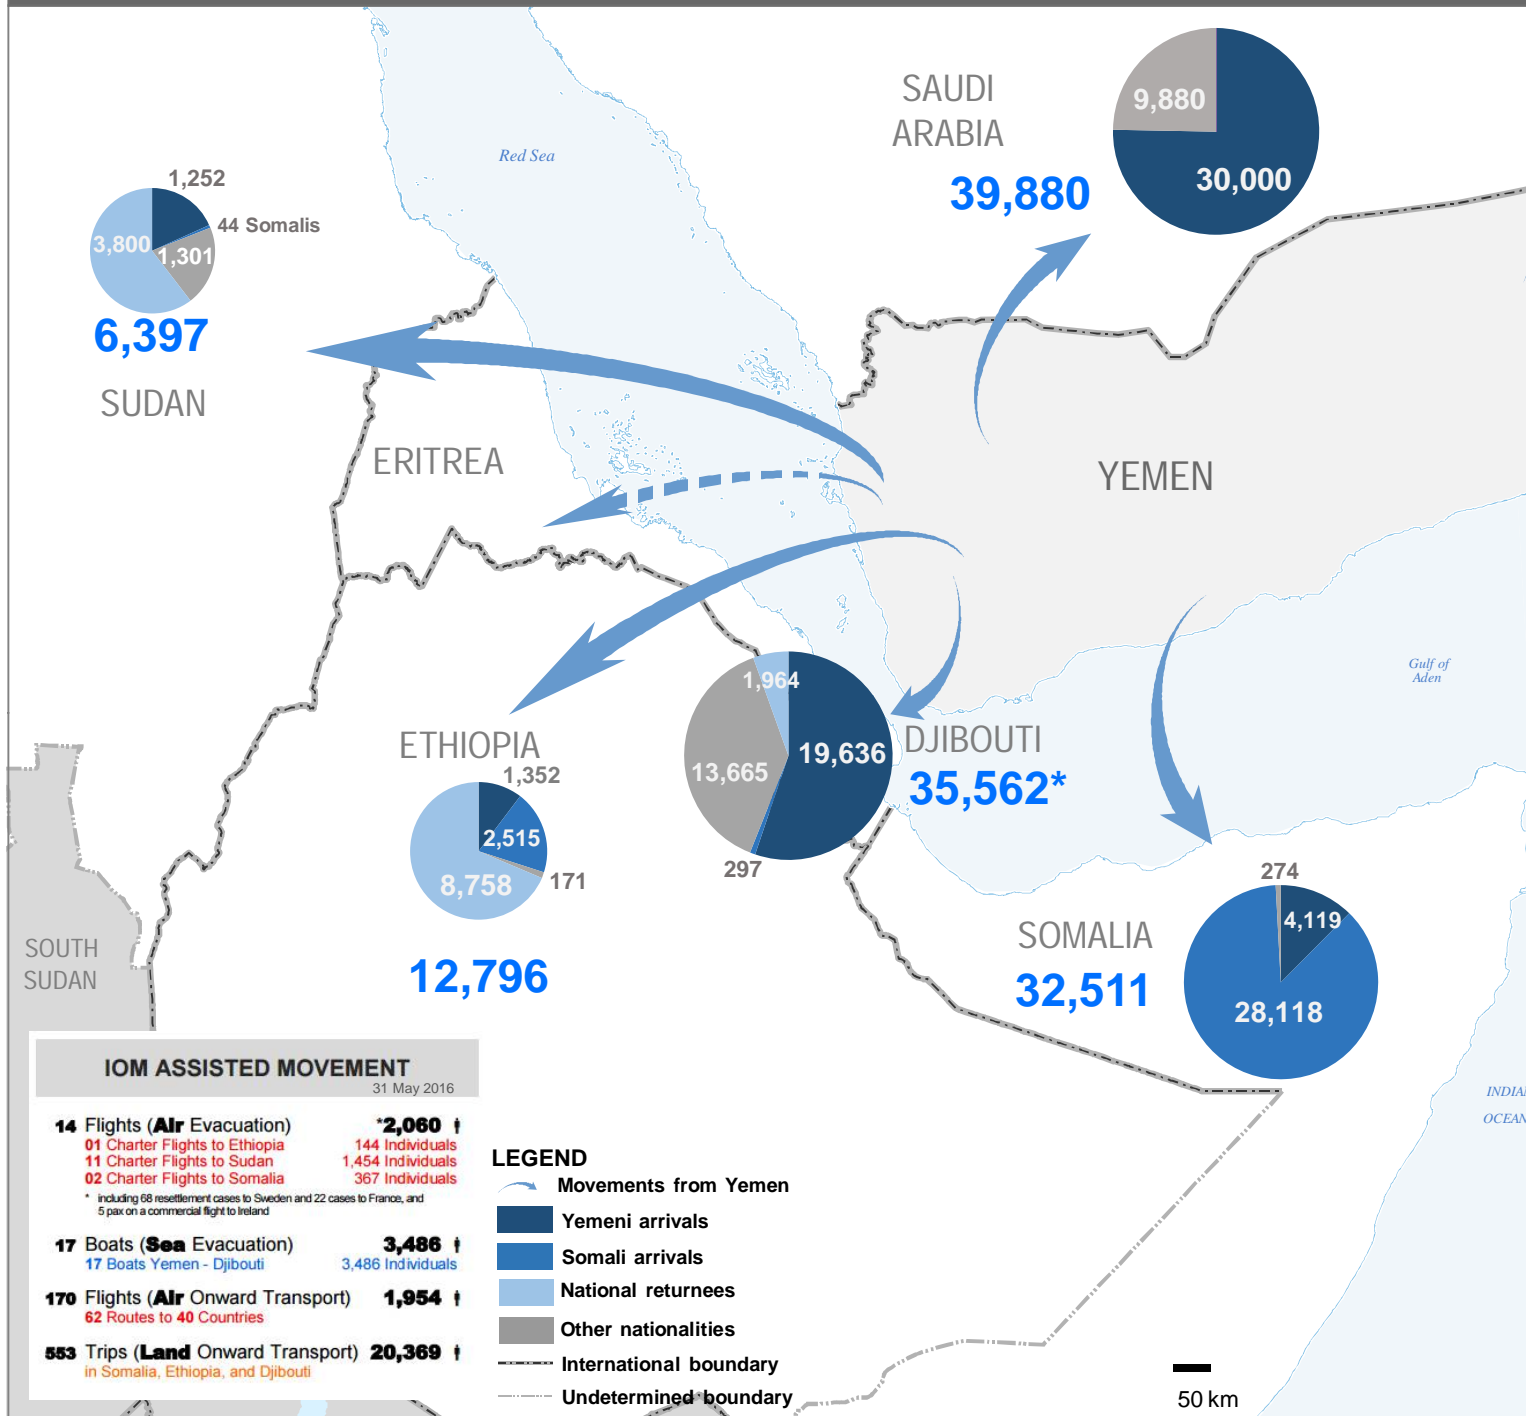 SAUDI
ARABIA
39,880
9,880
30,000
Red Sea
1,252
44 Somalis
3,800
1,301
6,397
SUDAN
ERITREA
YEMEN
Gulf of
Aden
1,964
19,636
13,665
297
DJIBOUTI
35,562*
ETHIOPIA
1,352
2,515
8,758
171
12,796
SOUTH
SUDAN
SOMALIA
32,511
274
4,119
28,118
INDIA
OCEAN
IOM ASSISTED MOVEMENT
31 May 2016
14 Flights (Air Evacuation) *2,060
01 Charter Flights to Ethiopia 144 Individuals
11 Charter Flights to Sudan 1,454 Individuals
02 Charter Flights to Somalia 367 Individuals
* including 68 resettlement cases to Sweden and 22 cases to France, and
5 pax on a commercial flight to Ireland
17 Boats (Sea Evacuation) 3,486
17 Boats Yemen - Djibouti 3,486 Individuals
170 Flights (Air Onward Transport) 1,954
62 Routes to 40 Countries
553 Trips (Land Onward Transport) 20,369
in Somalia, Ethiopia, and Djibouti
LEGEND
Movements from Yemen
Yemeni arrivals
Somali arrivals
National returnees
Other nationalities
International boundary
Undetermined boundary
50 km